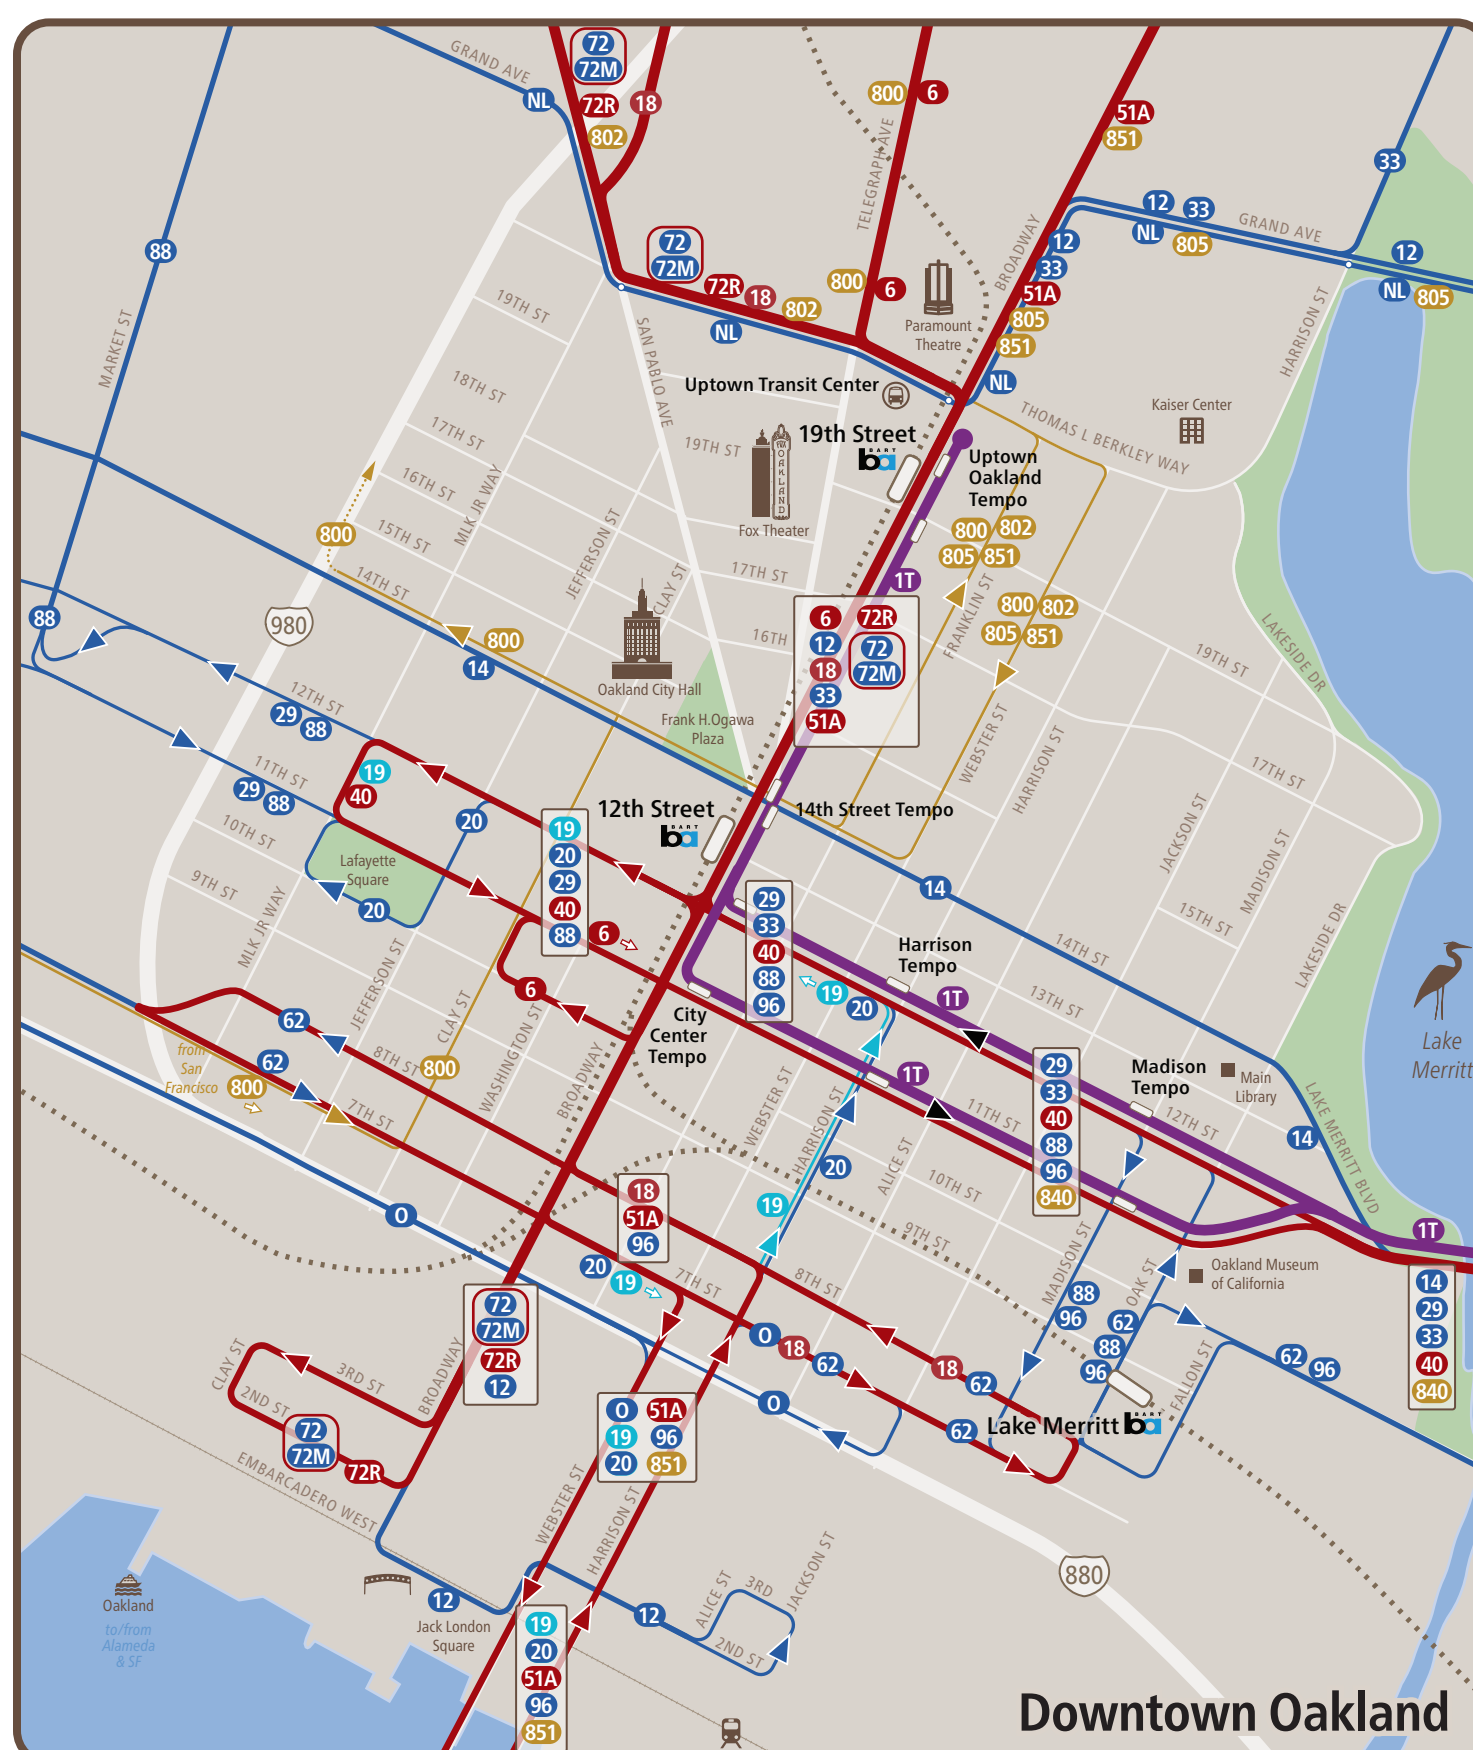 GRAND AVE
72
72M
72R
18
802
NL
800
6
TELEGRAPH AVE
51A
851
33
88
MARKET ST
72
72M
72R
18
802
NL
800
6
Paramount
Theatre
BROADWAY
12
33
51A
805
851
NL
12
33
NL
805
GRAND AVE
12
NL
805
HARRISON ST
19TH ST
SAN PABLO AVE
18TH ST
17TH ST
16TH ST
15TH ST
14TH ST
MLK JR WAY
JEFFERSON ST
CLAY ST
Uptown Transit Center
19th Street
BART
ba
19TH ST
OAKLAND
Fox Theater
17TH ST
16TH
Uptown
Oakland
Tempo
THOMAS L BERKLEY WAY
Kaiser Center
800
802
805
851
FRANKLIN ST
1T
800
802
805
851
800
980
88
800
14
Oakland City Hall
Frank H.Ogawa
Plaza
6
72R
12
72
72M
18
33
51A
WEBSTER ST
HARRISON ST
19TH ST
LAKESIDE DR
17TH ST
JACKSON ST
MADISON ST
15TH ST
LAKESIDE DR
12TH ST
29
88
11TH ST
29
88
10TH ST
9TH ST
19
40
20
Lafayette
Square
20
12th Street
BART
ba
14th Street Tempo
19
20
29
40
88
6
6
29
33
40
88
96
14
14TH ST
13TH ST
Harrison
Tempo
1T
19
20
City
Center
Tempo
MLK JR WAY
JEFFERSON ST
CLAY ST
WASHINGTON ST
BROADWAY
62
8TH ST
62
from
San
Francisco
800
7TH ST
800
1T
11TH ST
WEBSTER ST
HARRISON ST
20
ALICE ST
10TH ST
9TH ST
29
33
40
88
96
840
Madison
Tempo
Main
Library
12TH ST
14
LAKE MERRITT BLVD
Lake
Merritt
1T
19
O
18
51A
96
20
19
7TH ST
8TH ST
MADISON ST
88
96
OAK ST
62
88
96
Oakland Museum
of California
FALLON ST
62
96
14
29
33
40
840
72
72M
72R
12
BROADWAY
CLAY ST
3RD ST
2ND ST
72
72M
72R
EMBARCADERO WEST
O
18
62
18
62
O
62
Lake Merritt
BART
ba
O
51A
19
96
20
851
WEBSTER ST
HARRISON ST
880
Oakland
to/from
Alameda
& SF
12
Jack London
Square
12
ALICE ST
3RD
JACKSON ST
2ND ST
19
20
51A
96
851
Downtown Oakland